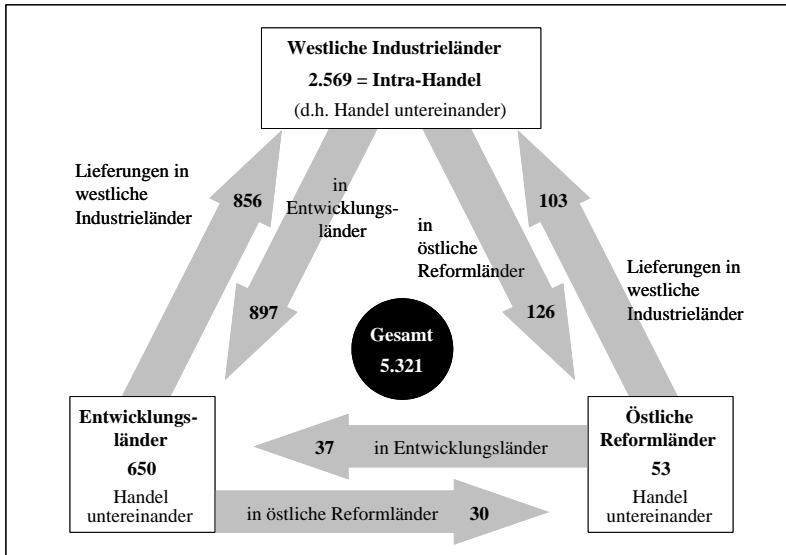 Westliche Industrieländer
2.569 = Intra-Handel
(d.h. Handel untereinander)
Lieferungen in
westliche
Industrieländer
856
in
Entwicklungs-
länder
897
in
östliche
Reformländer
126
103
Lieferungen in
westliche
Industrieländer
Gesamt
5.321
Entwicklungs-
länder
650
Handel
untereinander
37 in Entwicklungsländer
in östliche Reformländer 30
Östliche
Reformländer
53
Handel
untereinander